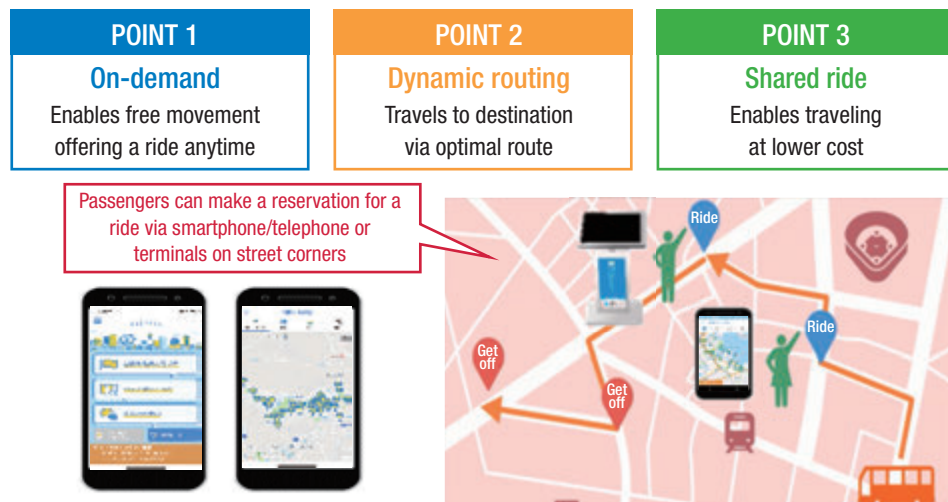 POINT 1
On-demand
Enables free movement
offering a ride anytime
POINT 2
Dynamic routing
Travels to destination
via optimal route
POINT 3
Shared ride
Enables traveling
at lower cost
Passengers can make a reservation for a
ride via smartphone/telephone or
terminals on street corners
Ride
Ride
Get
off
Get
off